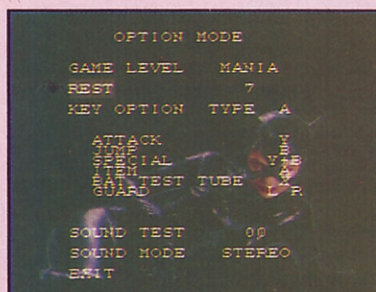 OPTION MODE
GAME LEVEL MANIA
REST 7
KEY OPTION TYPE A
ATTACK Y
JUMP B
SPECIAL Y+B
ITEM A
EAT TEST TUBE X
GUARD L R
SOUND TEST 00
SOUND MODE STEREO
EXIT